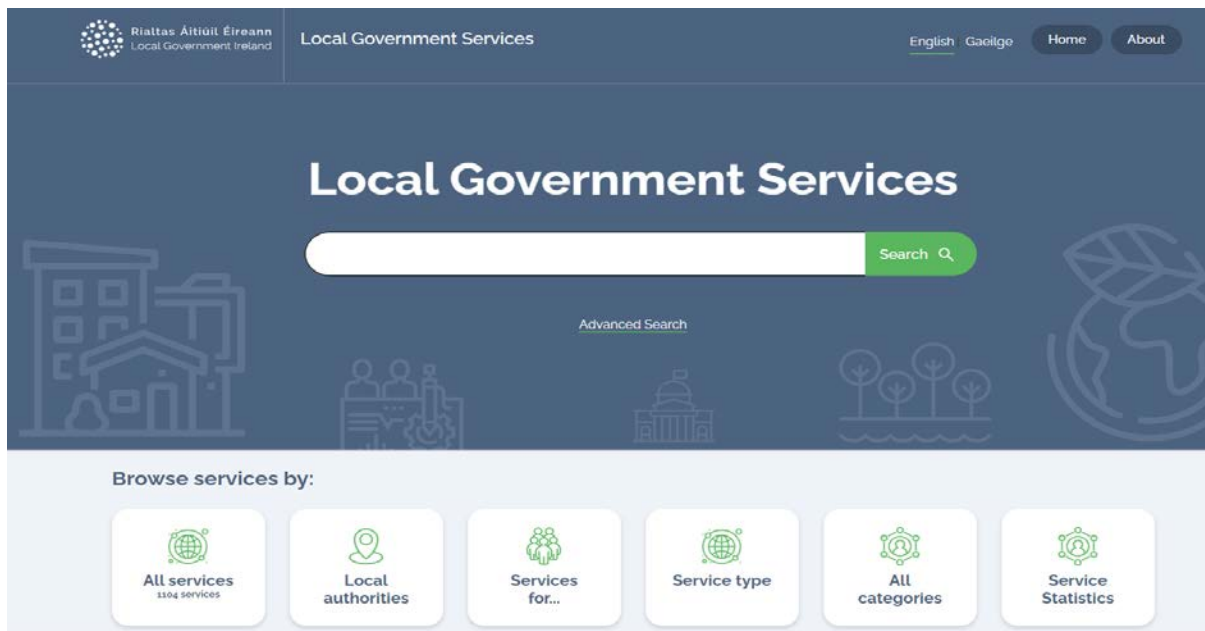 Rialtas Áitiúil Éireann
Local Government Ireland
Local Government Services
English Gaeilge
Home
About
Local Government Services
Search
Advanced Search
Browse services by:
All services
1104 services
Local
authorities
Services
for...
Service type
All
categories
Service
Statistics